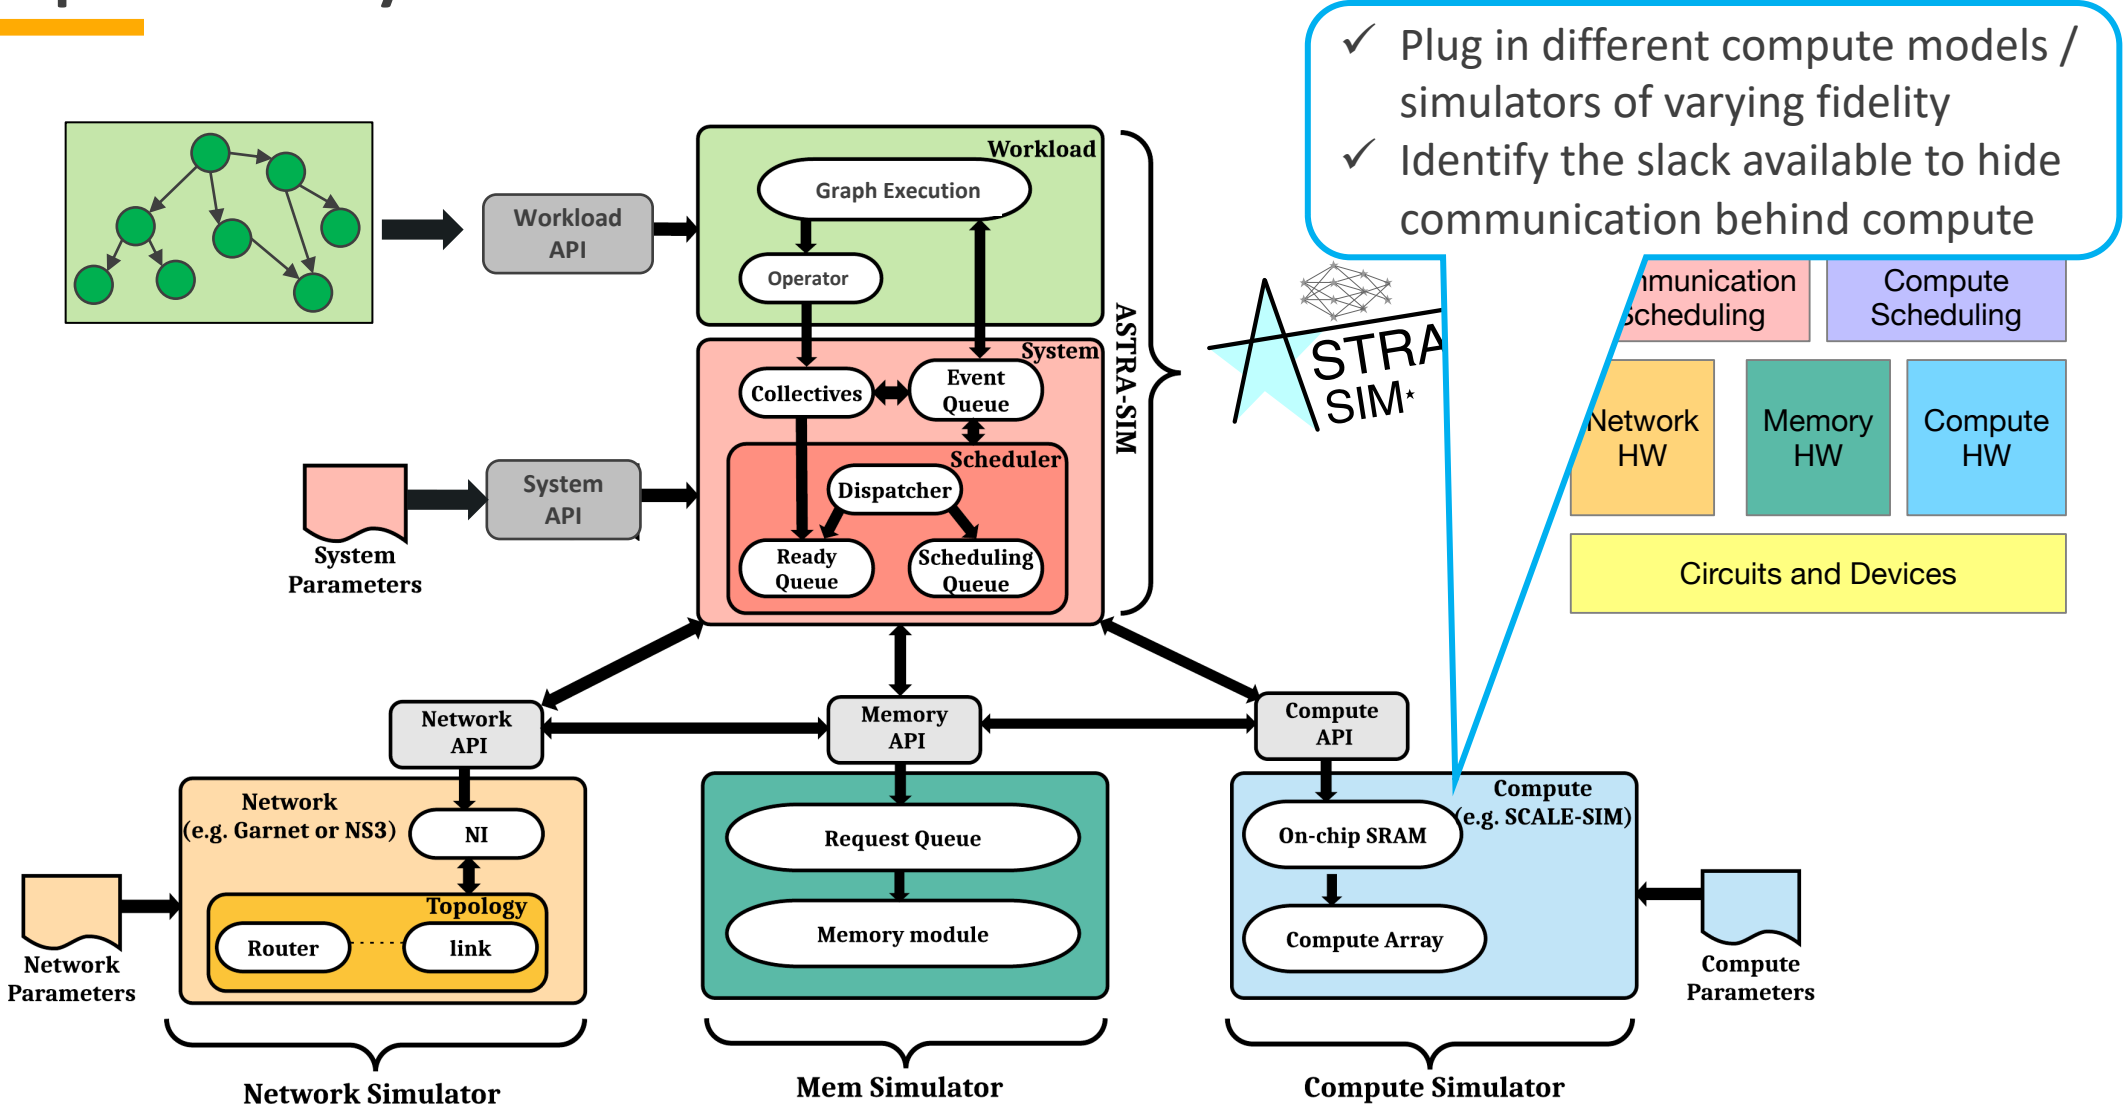 ✓ Plug in different compute models /
simulators of varying fidelity
✓ Identify the slack available to hide
communication behind compute
Workload
Graph Execution
Operator
Workload
API
ASTRA-SIM
STRA
SIM
Scheduling
Compute
Scheduling
Network
HW
Memory
HW
Compute
HW
Circuits and Devices
System
Collectives
Event
Queue
Scheduler
Dispatcher
Ready
Queue
Scheduling
Queue
System
API
System
Parameters
Network
API
Memory
API
Compute
API
Network
(e.g. Garnet or NS3)
NI
Topology
Router
link
Network
Parameters
Request Queue
Memory module
Compute
(e.g. SCALE-SIM)
On-chip SRAM
Compute Array
Compute
Parameters
Network Simulator
Mem Simulator
Compute Simulator